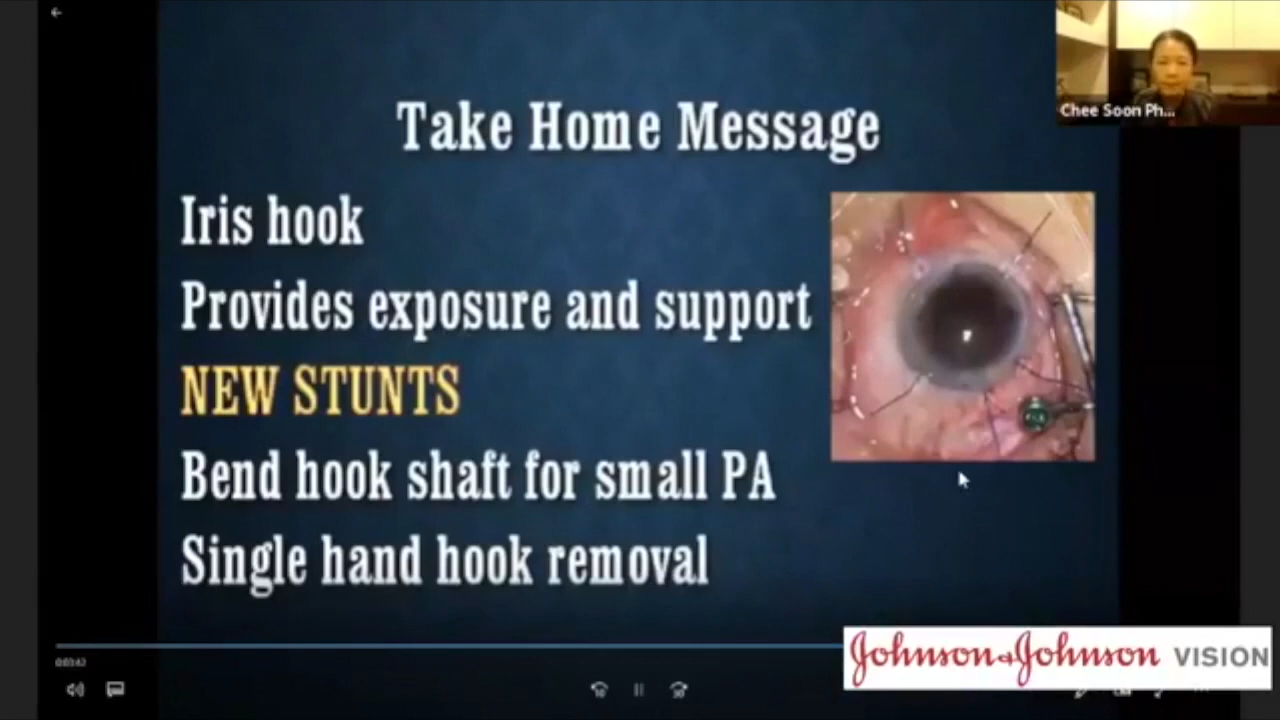 Take Home Message
Chee Soon Ph...
Iris hook
Provides exposure and support
NEW STUNTS
Bend hook shaft for small PA
Single hand hook removal
Johnson & Johnson VISION